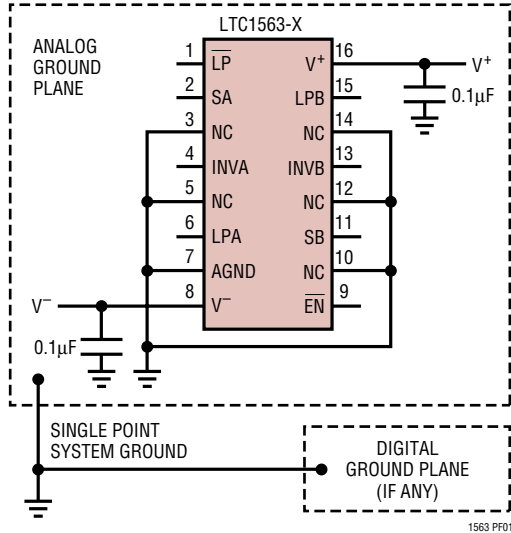 LTC1563-X
ANALOG
GROUND
PLANE
1 LP V+ 16 V+
2 SA LPB 15 0.1µF
3 NC NC 14
4 INVA INVB 13
5 NC NC 12
6 LPA SB 11
7 AGND NC 10
V– 8 V– EN 9
0.1µF
SINGLE POINT
SYSTEM GROUND
DIGITAL
GROUND PLANE
(IF ANY)
1563 PF01